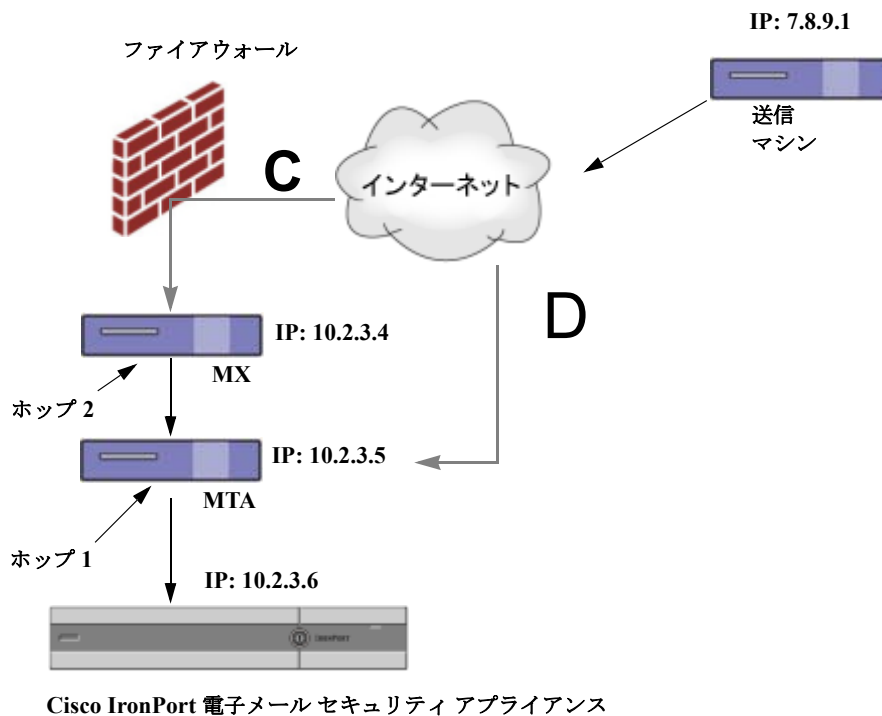 IP: 7.8.9.1
ファイアウォール
送信
マシン
C
インターネット
D
IP: 10.2.3.4
MX
ホップ 2
IP: 10.2.3.5
MTA
ホップ 1
IP: 10.2.3.6
IRONPORT
Cisco IronPort 電子メール セキュリティ アプライアンス